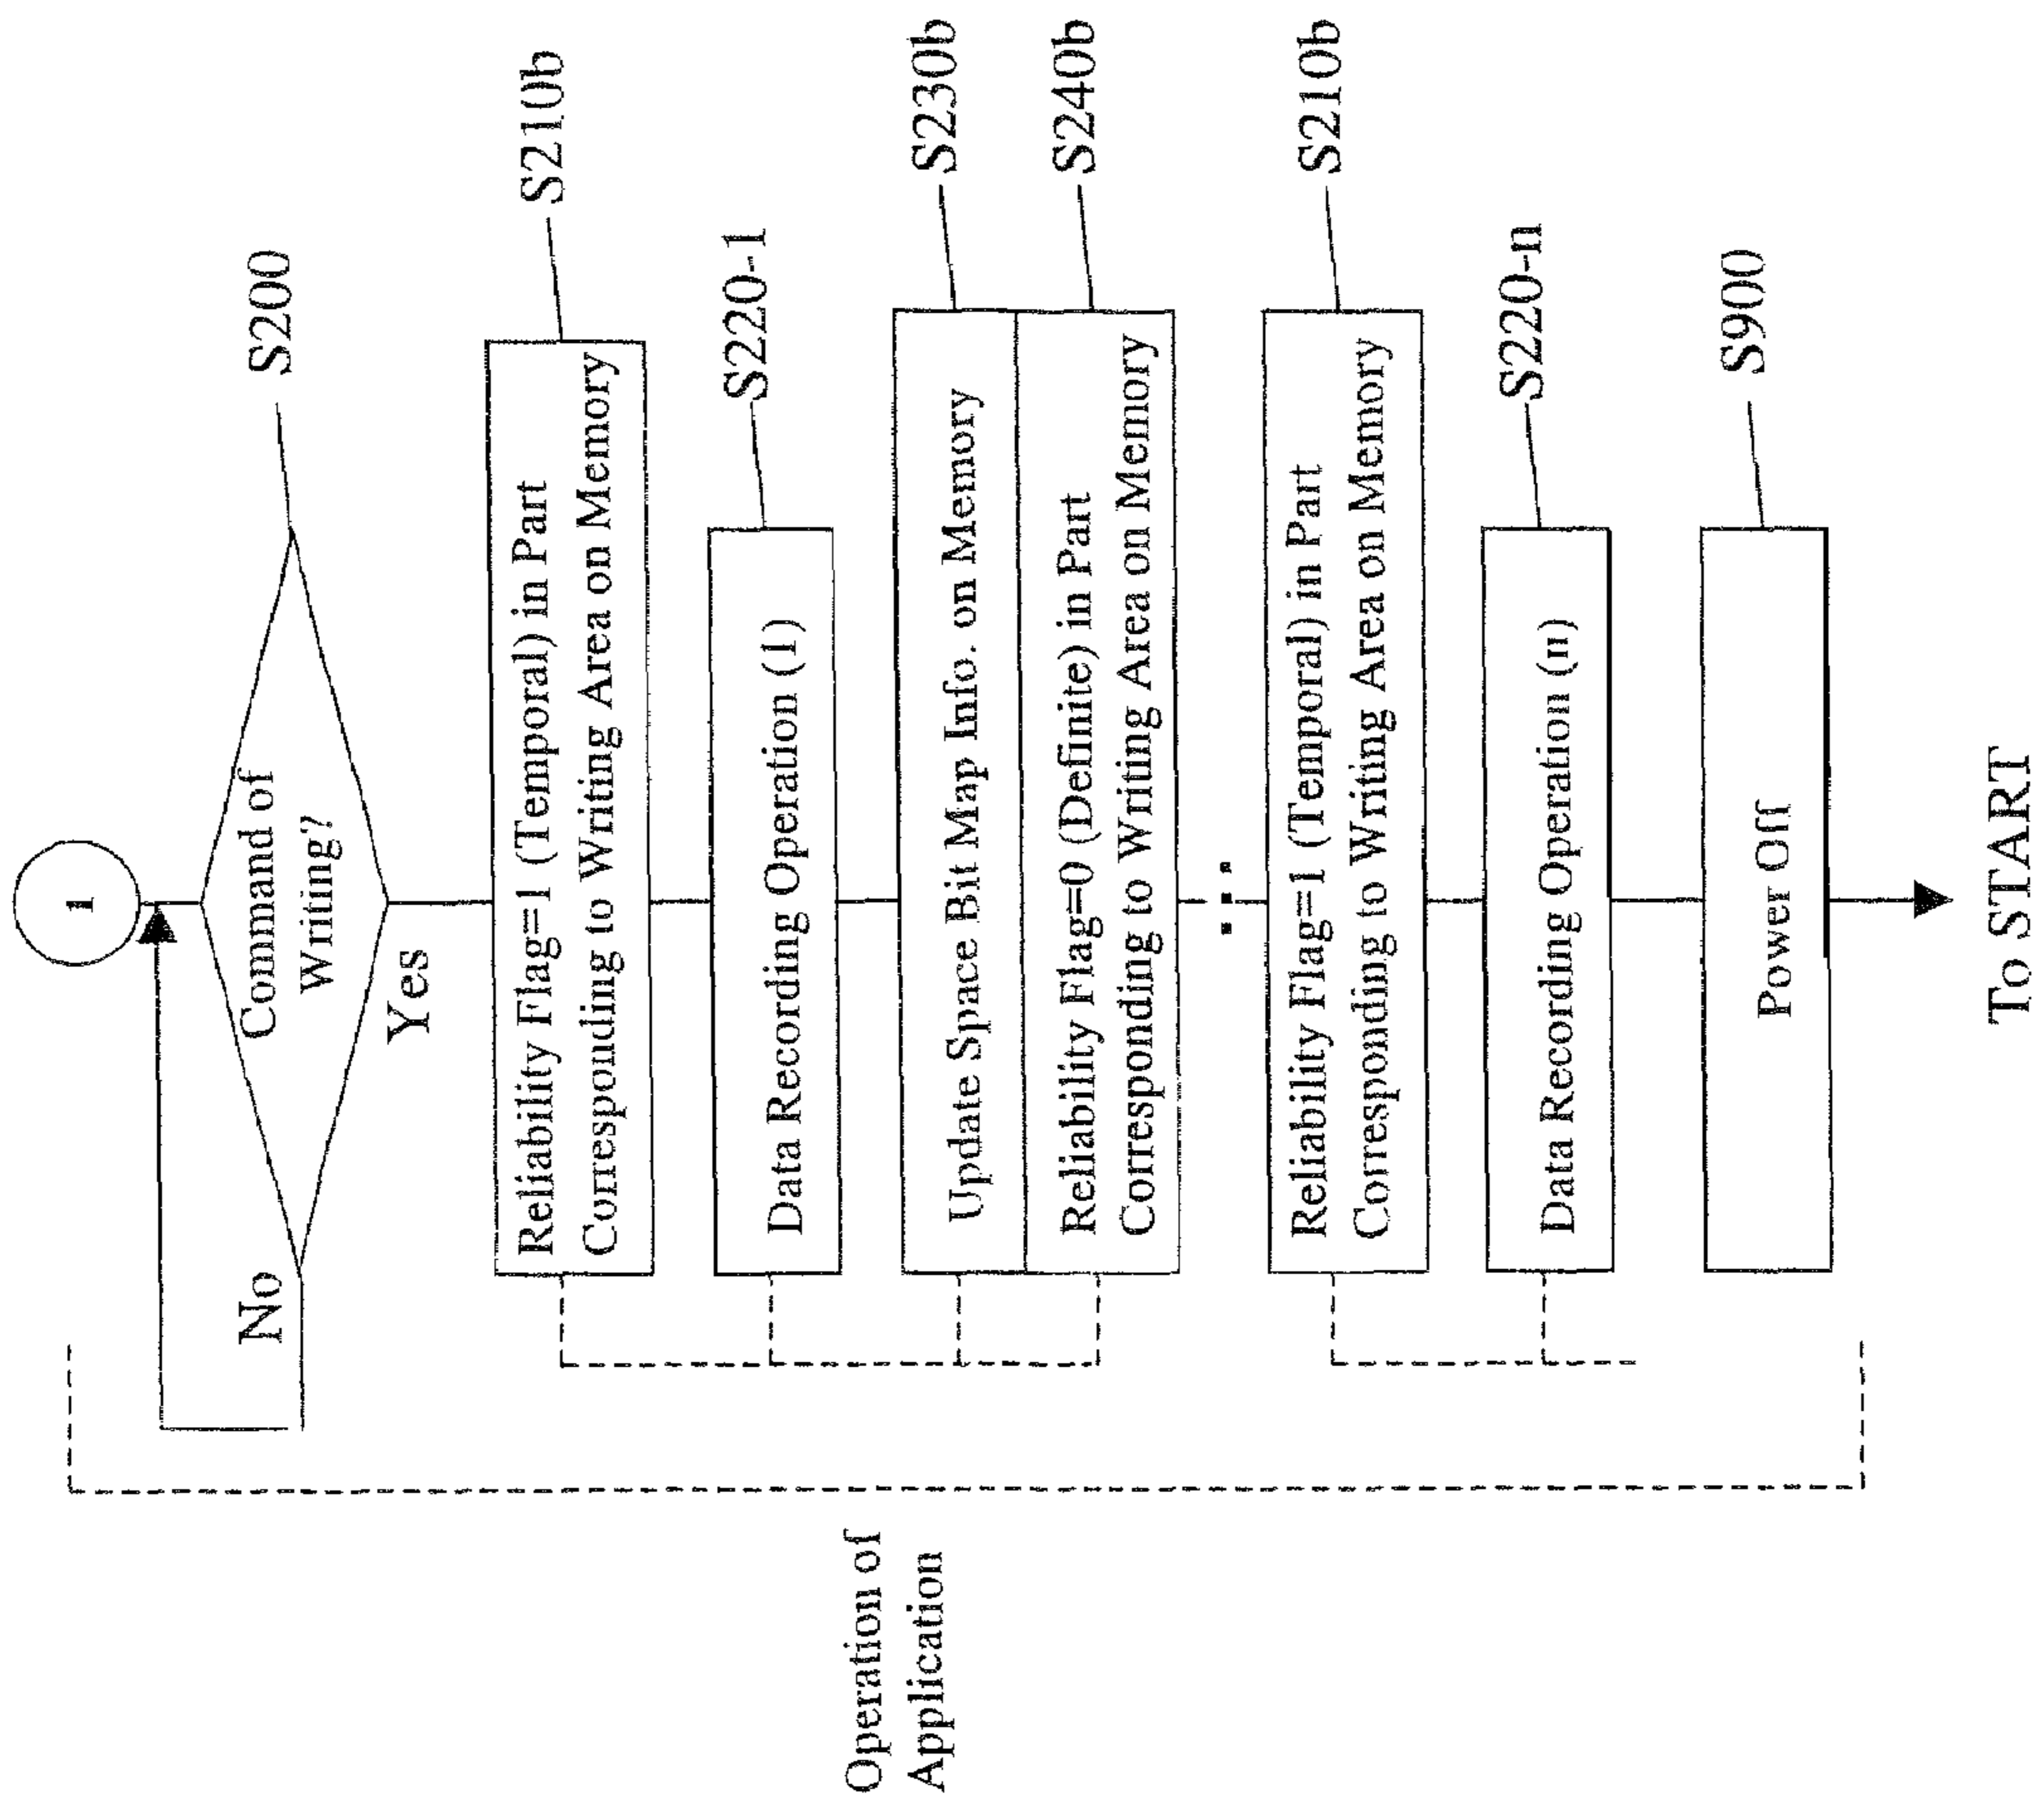 1
Command of
Writing?
S200
No
Yes
Reliability Flag=1 (Temporal) in Part
Corresponding to Writing Area on Memory
S210b
Data Recording Operation (1)
S220-1
Update Space Bit Map Info. on Memory
S230b
Reliability Flag=0 (Definite) in Part
Corresponding to Writing Area on Memory
S240b
Reliability Flag=1 (Temporal) in Part
Corresponding to Writing Area on Memory
S210b
Data Recording Operation (n)
S220-n
Power Off
S900
To START
Operation of
Application